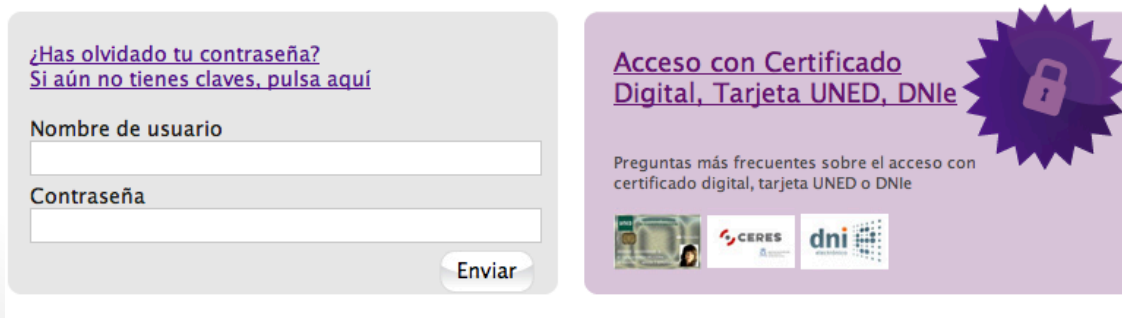 ¿Has olvidado tu contraseña?
Si aún no tienes claves, pulsa aquí
Nombre de usuario
Contraseña
Enviar
Acceso con Certificado
Digital, Tarjeta UNED, DNIe
Preguntas más frecuentes sobre el acceso con
certificado digital, tarjeta UNED o DNIe
CERES
dni
electrónico